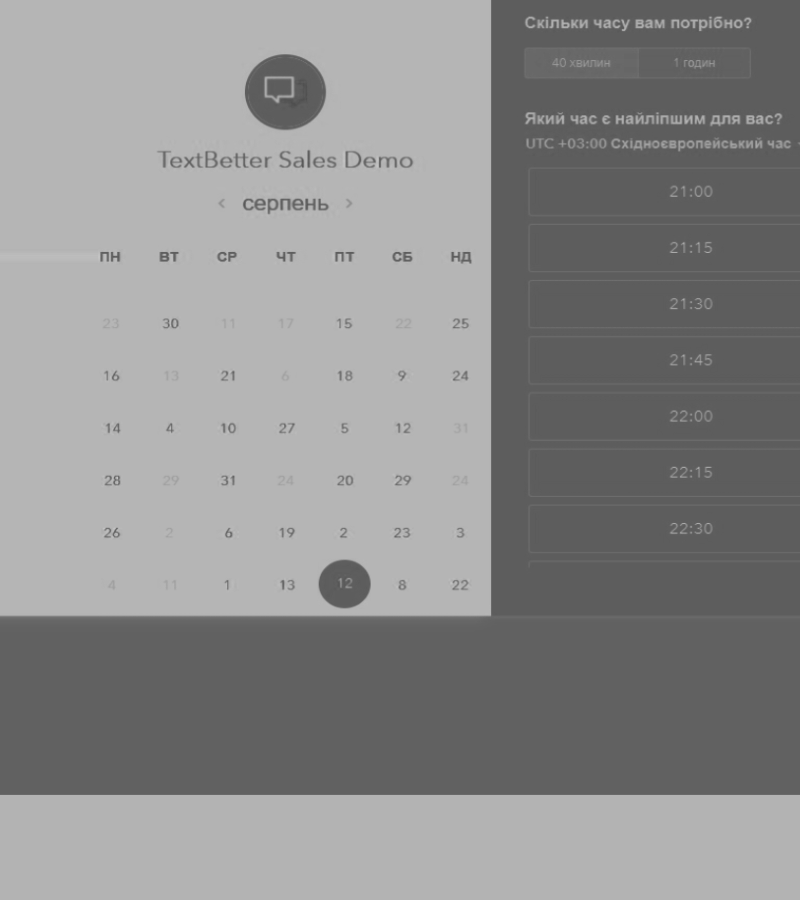 TextBetter Sales Demo
‹ серпень ›
ПН ВТ СР ЧТ ПТ СБ НД
23 30 11 17 15 22 25
16 13 21 6 18 9 24
14 4 10 27 5 12 31
28 29 31 24 20 29 24
26 2 6 19 2 23 3
4 11 1 13 12 8 22
Скільки часу вам потрібно?
40 хвилин 1 годин
Який час є найліпшим для вас?
UTC +03:00 Східноєвропейський час
21:00
21:15
21:30
21:45
22:00
22:15
22:30